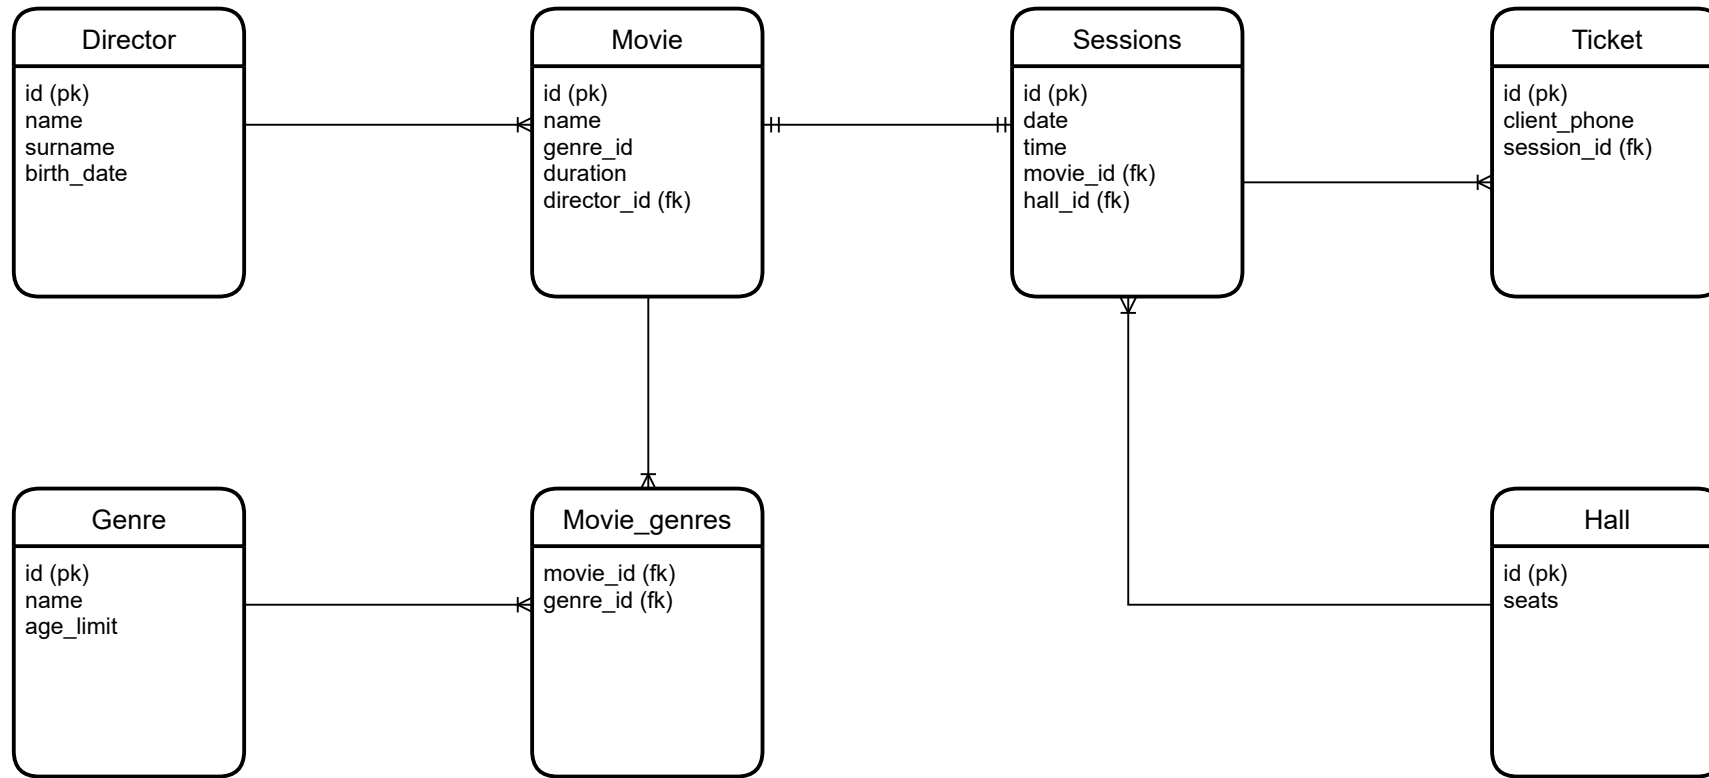 Director
id (pk)
name
surname
birth_date
Movie
id (pk)
name
genre_id
duration
director_id (fk)
Sessions
id (pk)
date
time
movie_id (fk)
hall_id (fk)
Ticket
id (pk)
client_phone
session_id (fk)
Genre
id (pk)
name
age_limit
Movie_genres
movie_id (fk)
genre_id (fk)
Hall
id (pk)
seats